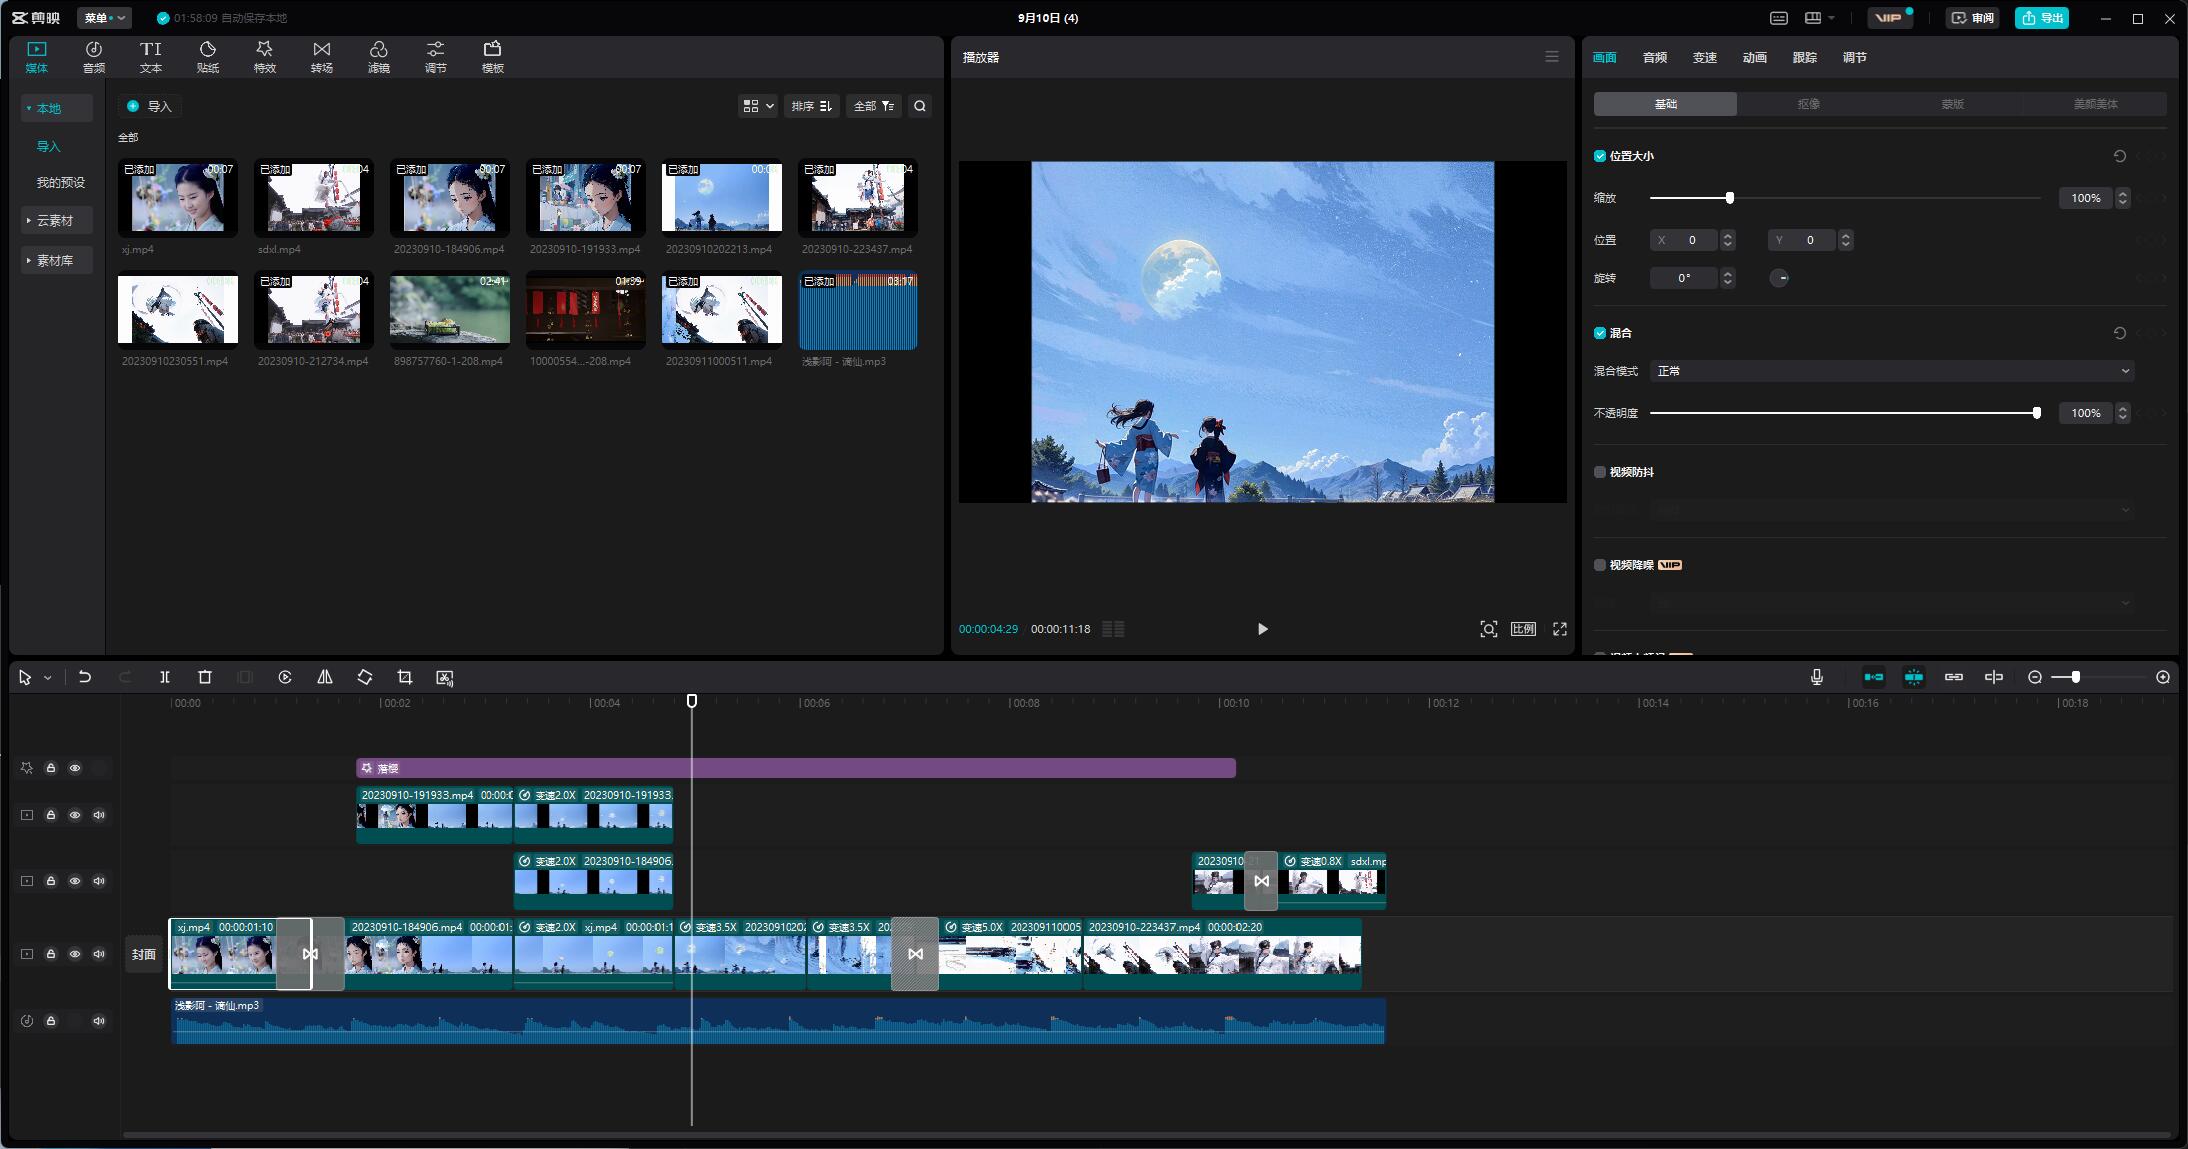 剪映 菜单 01:58:09 自动保存本地 9月10日 (4) VIP 审阅 导出
媒体 音频 文本 贴纸 特效 转场 滤镜 调节 模板
本地
导入
我的预设
云素材
素材库
导入 排序 全部
全部
已添加 00:07 已添加 04 已添加 00:07 已添加 00:07 已添加 已添加 04
xj.mp4 sdxl.mp4 20230910-184906.mp4 20230910-191933.mp4 20230910202213.mp4 20230910-223437.mp4
已添加 04 02:41 01:39 已添加 已添加 03:17
20230910230551.mp4 20230910-212734.mp4 898757760-1-208.mp4 10000554...-208.mp4 20230911000511.mp4 浅影阿 - 谪仙.mp3
播放器
00:00:04:29 00:00:11:18 比例
画面 音频 变速 动画 跟踪 调节
基础 抠像 蒙版 美颜美体
位置大小
缩放 100%
位置 X 0 Y 0
旋转 0°
混合
混合模式 正常
不透明度 100%
视频防抖
视频降噪 VIP
00:00 00:02 00:04 00:06 00:08 00:10 00:12 00:14 00:16 00:18
落樱
20230910-191933.mp4 00:00:0 变速2.0X 20230910-191933.
变速2.0X 20230910-184906. 20230910-21 变速0.8X sdxl.mp
封面 xj.mp4 00:00:01:10 20230910-184906.mp4 00:00:01: 变速2.0X xj.mp4 00:00:01:1 变速3.5X 2023091020 变速3.5X 20 变速5.0X 202309110005 20230910-223437.mp4 00:00:02:20
浅影阿 - 谪仙.mp3